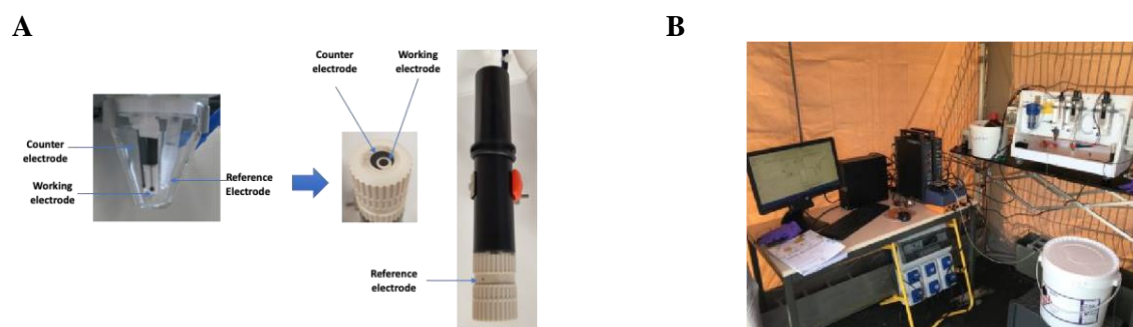 A
B
Counter
electrode
Working
electrode
Counter
electrode
Working
electrode
Reference
Electrode
Reference
electrode